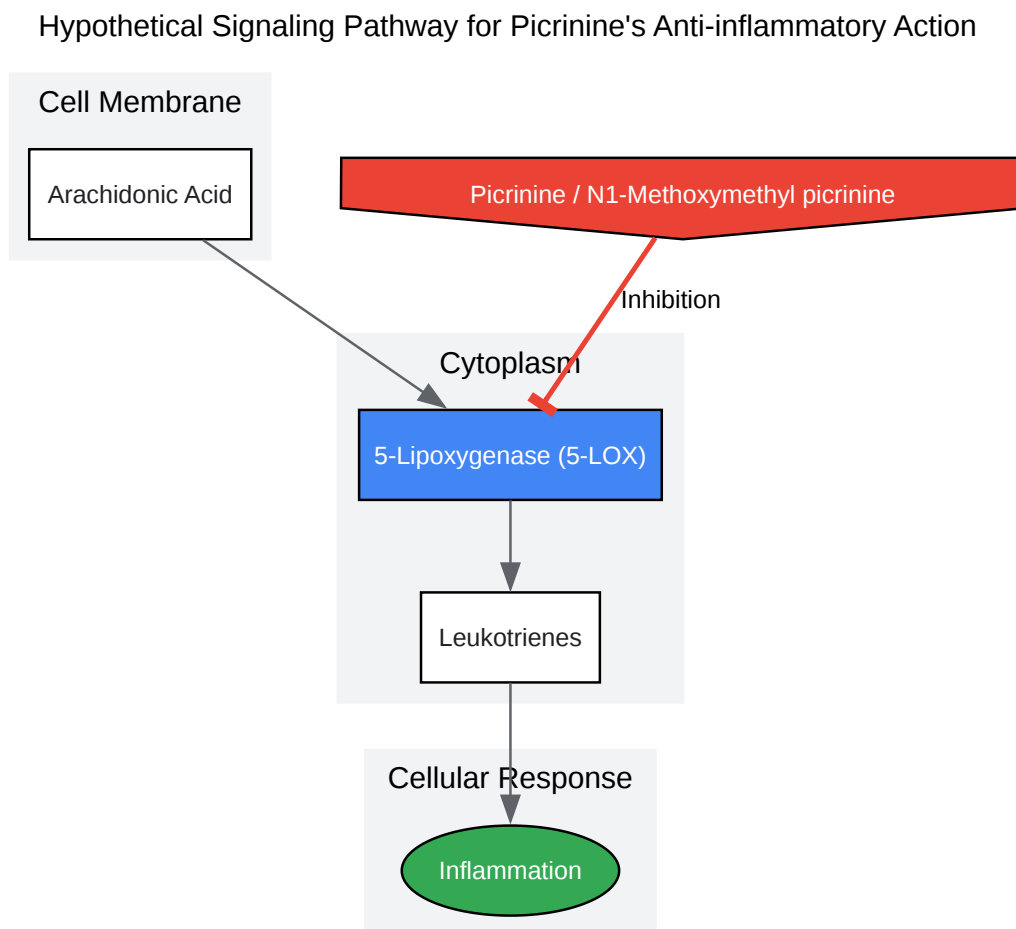 Hypothetical Signaling Pathway for Picrinine's Anti-inflammatory Action
Cell Membrane
Arachidonic Acid
Picrinine / N1-Methoxymethyl picrinine
Inhibition
Cytoplasm
5-Lipoxygenase (5-LOX)
Leukotrienes
Cellular Response
Inflammation